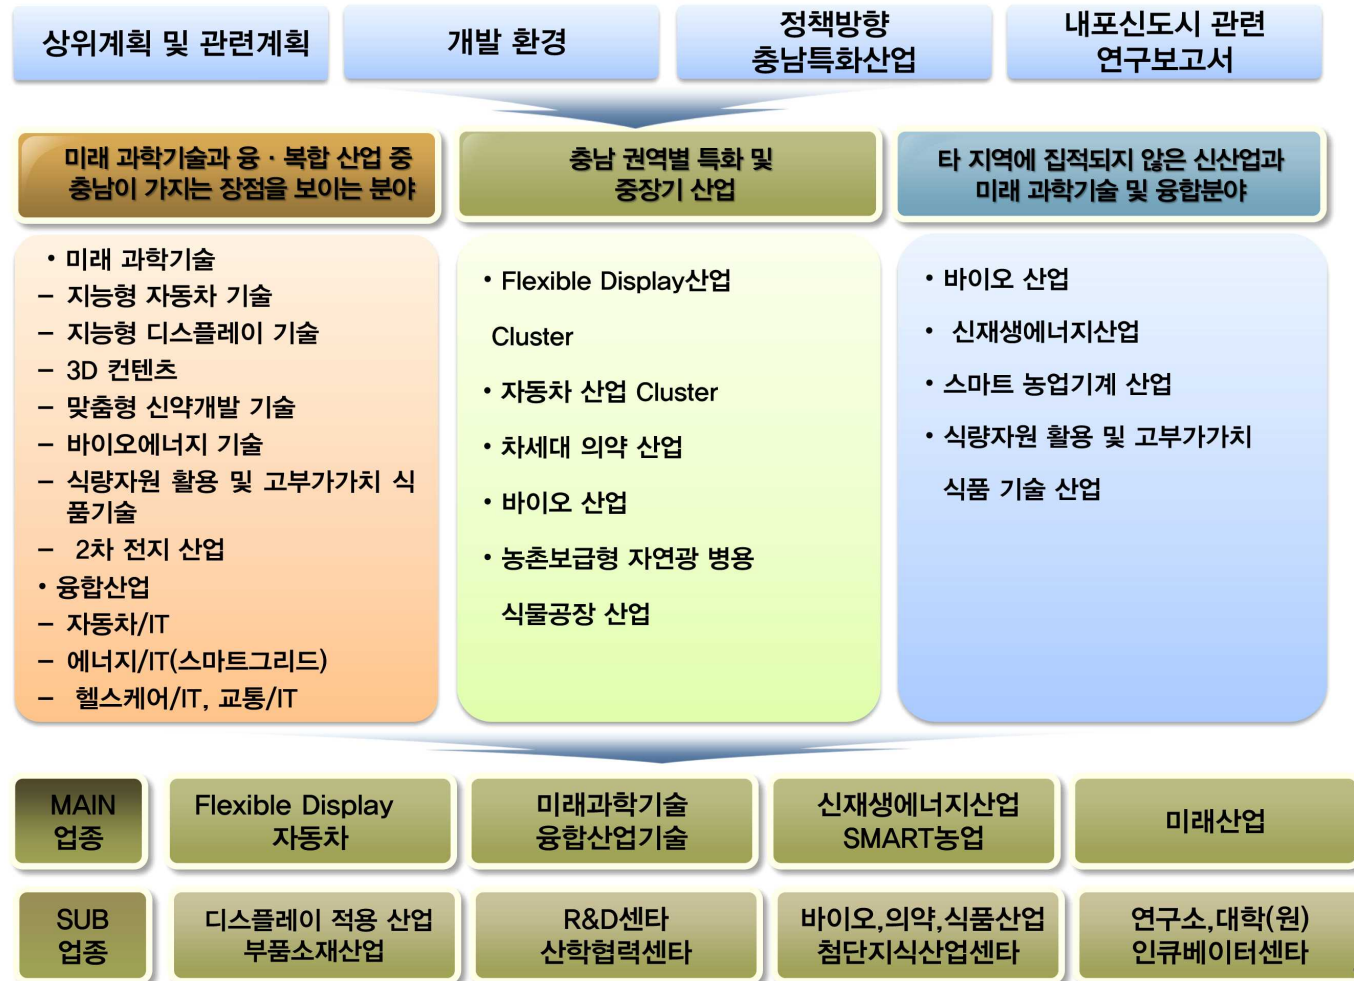 상위계획 및 관련계획
개발 환경
정책방향
충남특화산업
내포신도시 관련
연구보고서
미래 과학기술과 융 · 복합 산업 중
충남이 가지는 장점을 보이는 분야
충남 권역별 특화 및
중장기 산업
타 지역에 집적되지 않은 신산업과
미래 과학기술 및 융합분야
• 미래 과학기술
– 지능형 자동차 기술
– 지능형 디스플레이 기술
– 3D 컨텐츠
– 맞춤형 신약개발 기술
– 바이오에너지 기술
– 식량자원 활용 및 고부가가치 식
품기술
– 2차 전지 산업
• 융합산업
– 자동차/IT
– 에너지/IT(스마트그리드)
– 헬스케어/IT, 교통/IT
• Flexible Display산업
Cluster
• 자동차 산업 Cluster
• 차세대 의약 산업
• 바이오 산업
• 농촌보급형 자연광 병용
식물공장 산업
• 바이오 산업
• 신재생에너지산업
• 스마트 농업기계 산업
• 식량자원 활용 및 고부가가치
식품 기술 산업
MAIN
업종
Flexible Display
자동차
미래과학기술
융합산업기술
신재생에너지산업
SMART농업
미래산업
SUB
업종
디스플레이 적용 산업
부품소재산업
R&D센타
산학협력센타
바이오,의약,식품산업
첨단지식산업센타
연구소,대학(원)
인큐베이터센타